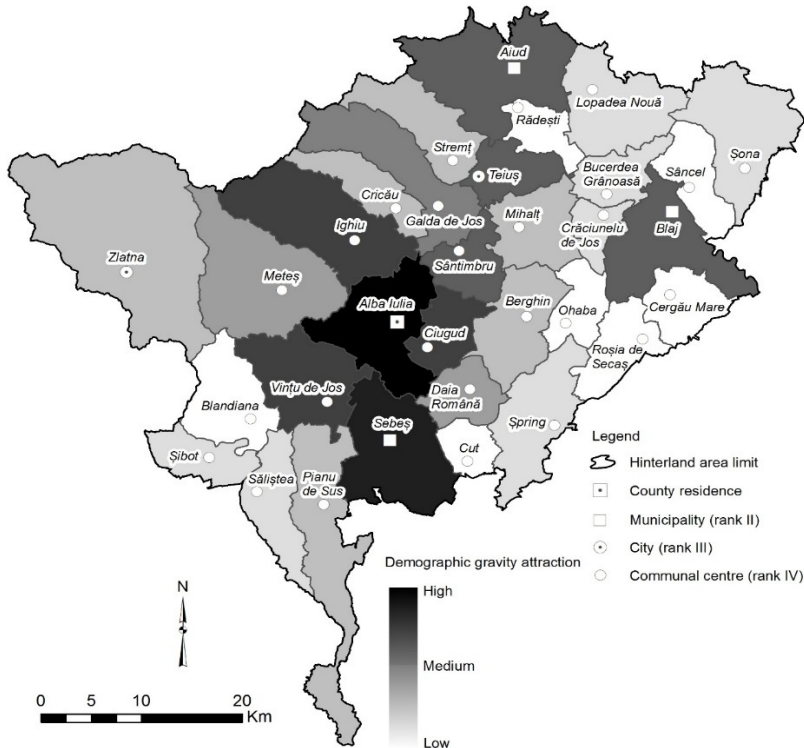 Aiud
Lopadea Nouă
Rădești
Stremț
Teiuș
Bucerdea
Grânoasă
Sâncel
Șona
Cricău
Galda de Jos
Mihalț
Crăciunelu
de Jos
Blaj
Ighiu
Zlatna
Meteș
Sântimbru
Alba Iulia
Ciugud
Berghin
Ohaba
Cergău Mare
Roșia de
Secaș
Vințu de Jos
Daia
Română
Blandiana
Sebeș
Cut
Șpring
Șibot
Săliștea
Pianu
de Sus
Legend
Hinterland area limit
County residence
Municipality (rank II)
City (rank III)
Communal centre (rank IV)
Demographic gravity attraction
High
Medium
Low
N
0 5 10 20
Km